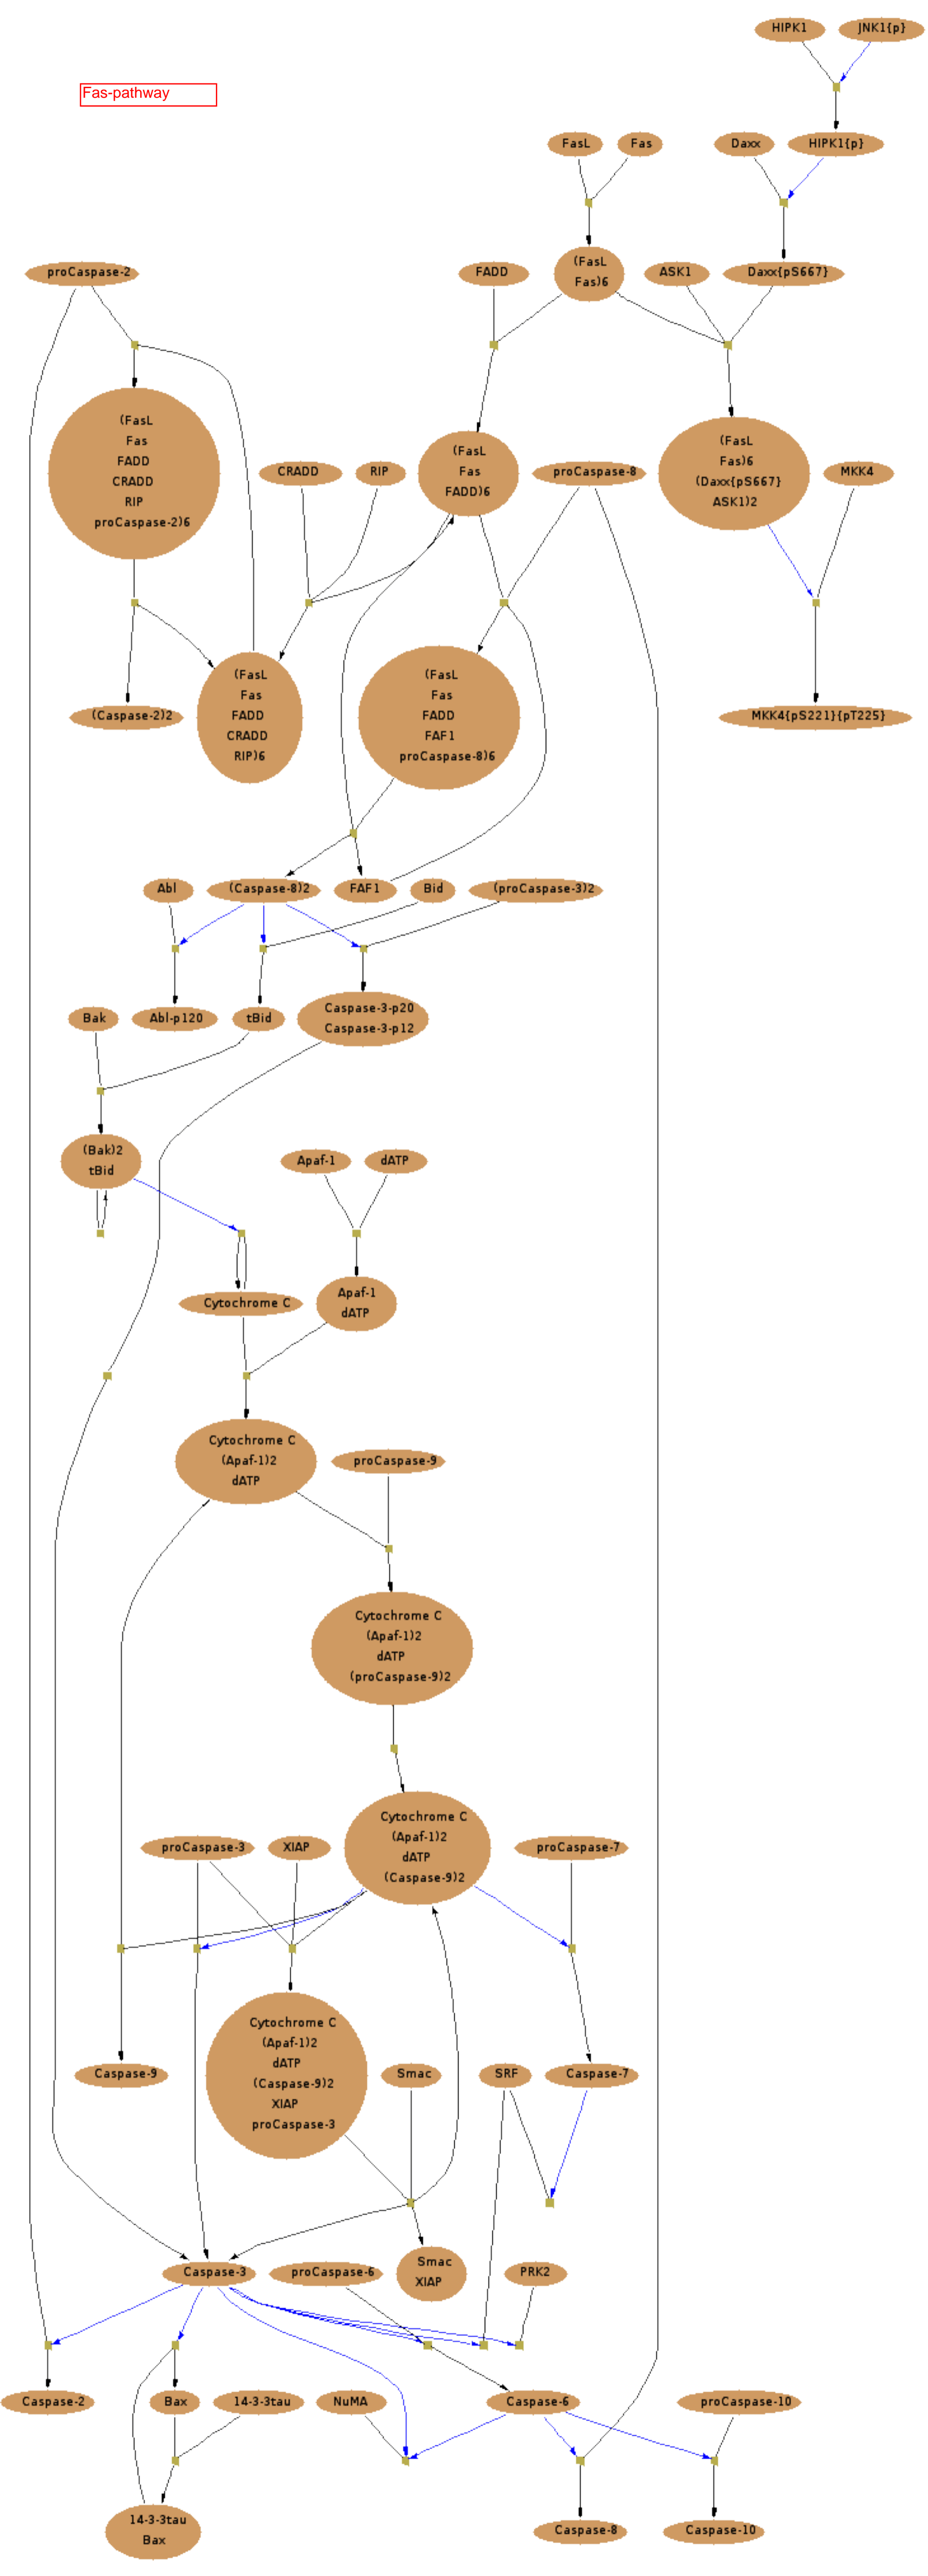 HIPK1
JNK1{p}
Fas-pathway
FasL
Fas
Daxx
HIPK1{p}
proCaspase-2
FADD
(FasL
Fas)6
ASK1
Daxx{pS667}
(FasL
Fas
FADD
CRADD
RIP
proCaspase-2)6
CRADD
RIP
(FasL
Fas
FADD)6
proCaspase-8
(FasL
Fas)6
(Daxx{pS667}
ASK1)2
MKK4
(Caspase-2)2
(FasL
Fas
FADD
CRADD
RIP)6
(FasL
Fas
FADD
FAF1
proCaspase-8)6
MKK4{pS221}{pT225}
Abl
(Caspase-8)2
FAF1
Bid
(proCaspase-3)2
Bak
Abl-p120
tBid
Caspase-3-p20
Caspase-3-p12
(Bak)2
tBid
Apaf-1
dATP
Cytochrome C
Apaf-1
dATP
Cytochrome C
(Apaf-1)2
dATP
proCaspase-9
Cytochrome C
(Apaf-1)2
dATP
(proCaspase-9)2
proCaspase-3
XIAP
Cytochrome C
(Apaf-1)2
dATP
(Caspase-9)2
proCaspase-7
Caspase-9
Cytochrome C
(Apaf-1)2
dATP
(Caspase-9)2
XIAP
proCaspase-3
Smac
SRF
Caspase-7
Caspase-3
proCaspase-6
Smac
XIAP
PRK2
Caspase-2
Bax
14-3-3tau
NuMA
Caspase-6
proCaspase-10
14-3-3tau
Bax
Caspase-8
Caspase-10